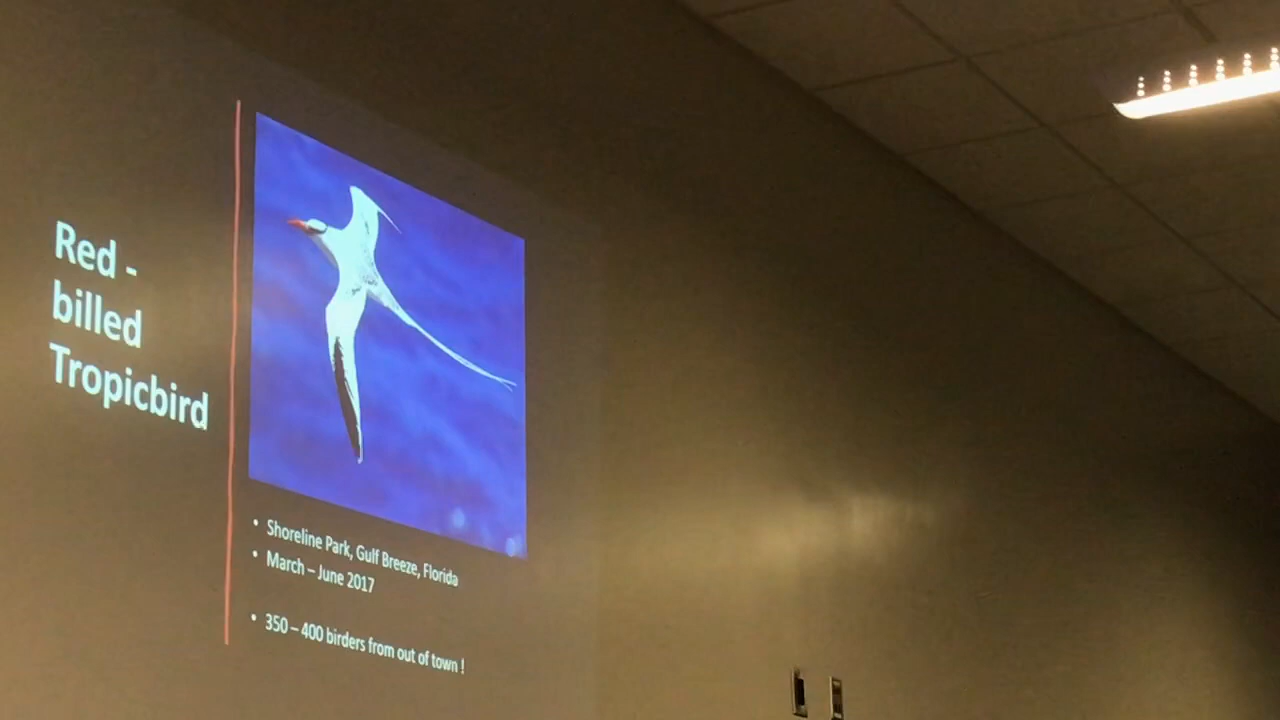 Red -
billed
Tropicbird
• Shoreline Park, Gulf Breeze, Florida
• March – June 2017
• 350 – 400 birders from out of town !